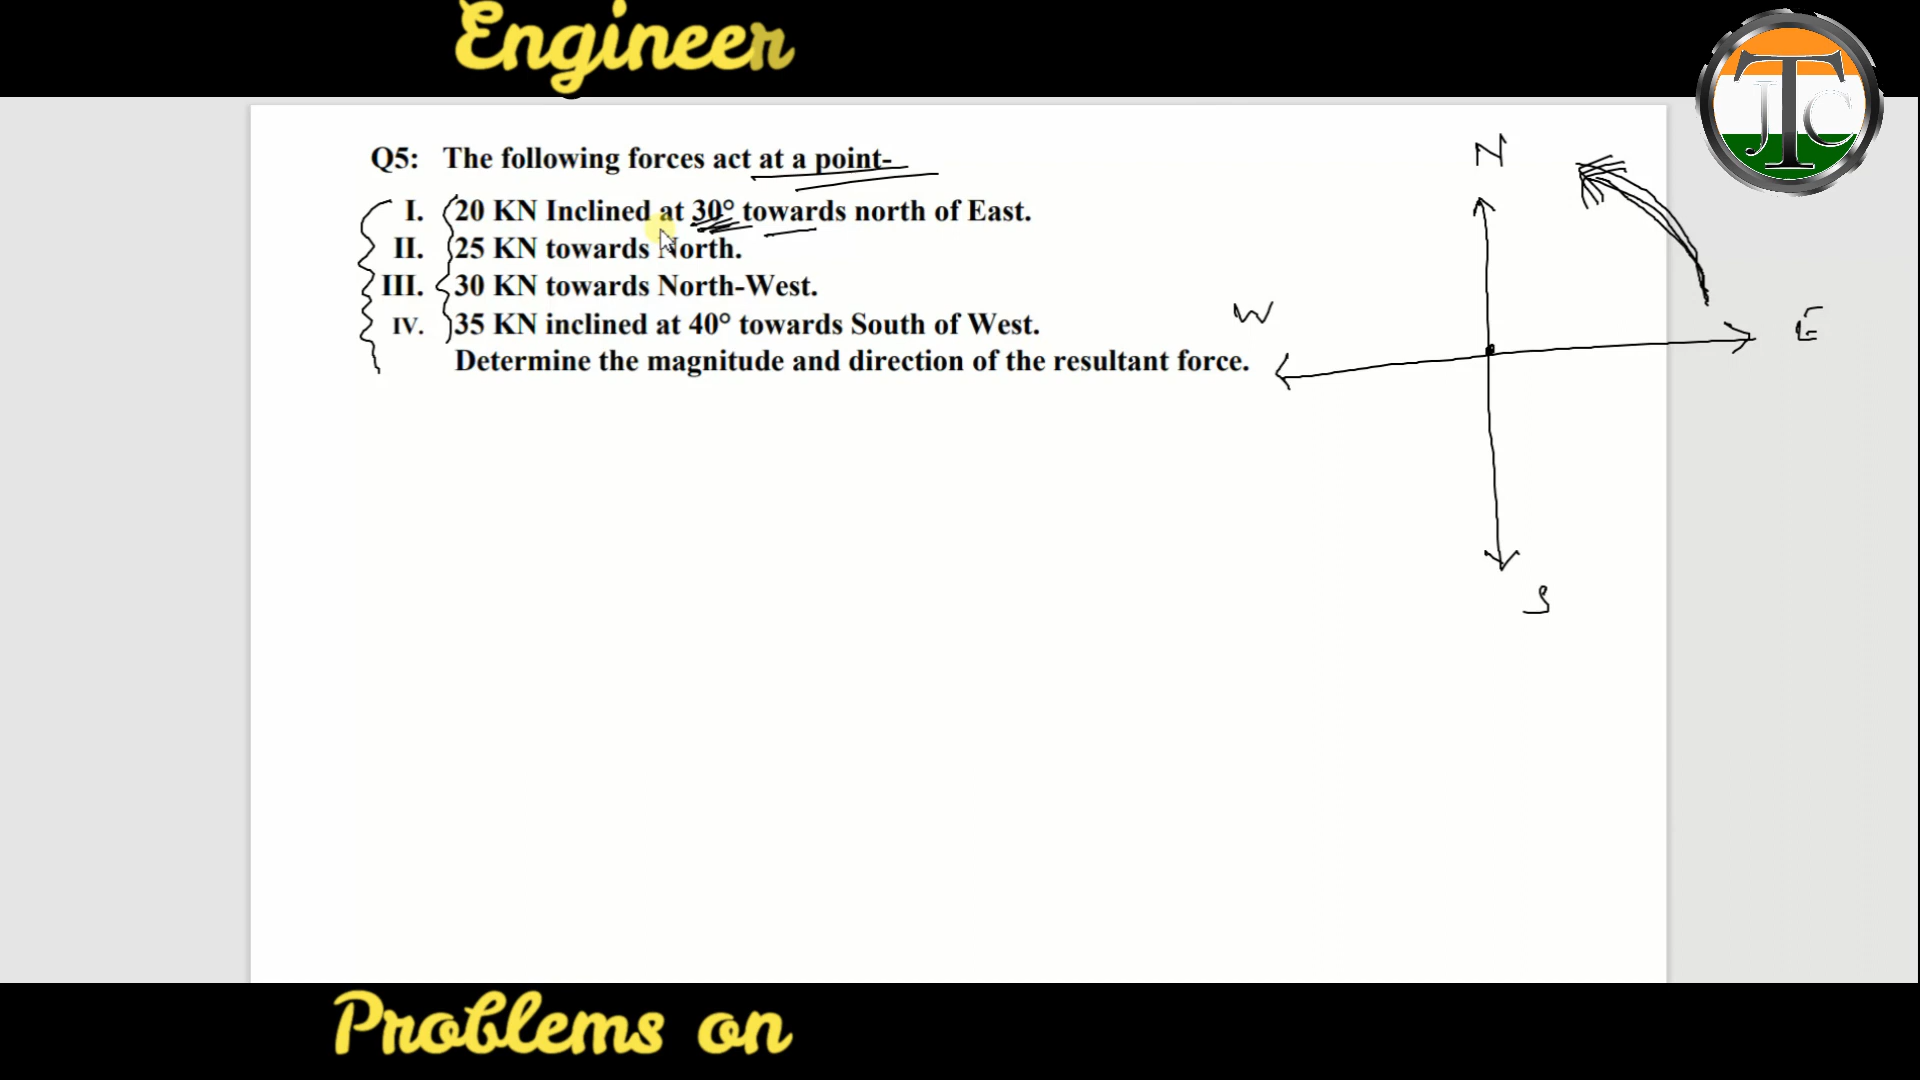 Engineer
JTC
Q5: The following forces act at a point-
I. 20 KN Inclined at 30° towards north of East.
II. 25 KN towards North.
III. 30 KN towards North-West.
IV. 35 KN inclined at 40° towards South of West.
Determine the magnitude and direction of the resultant force.
N
W
E
S
Problems on